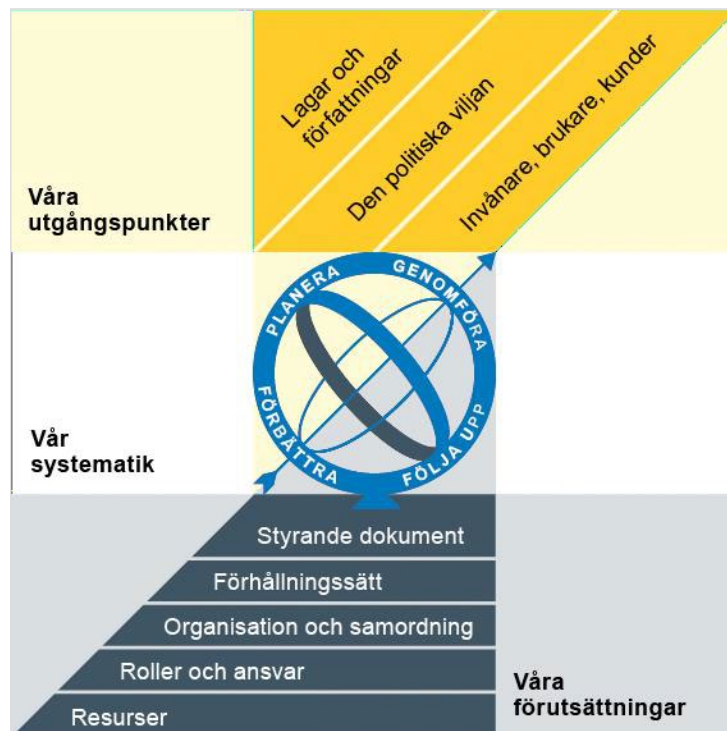 Lagar och
författningar
Den politiska viljan
Invånare, brukare, kunder
Våra
utgångspunkter
PLANERA
GENOMFÖRA
FÖLJA UPP
FÖRBÄTTRA
Vår
systematik
Styrande dokument
Förhållningssätt
Organisation och samordning
Roller och ansvar
Resurser
Våra
förutsättningar